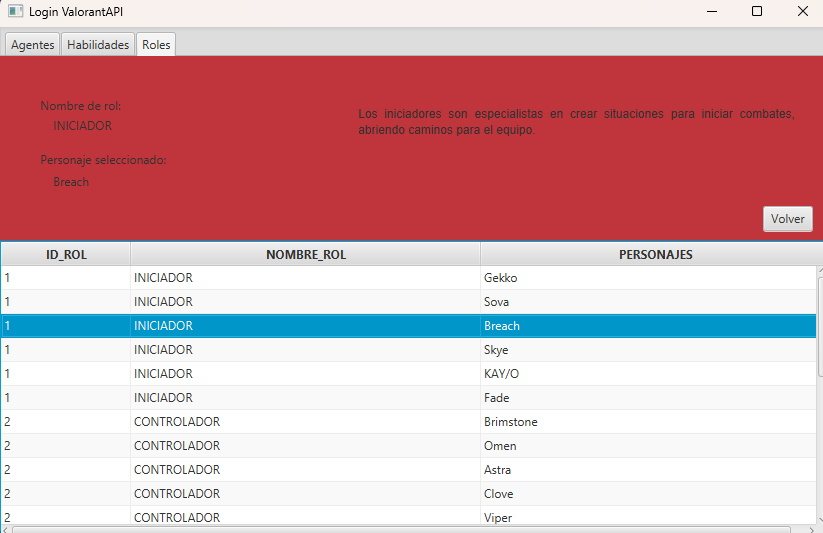 Login ValorantAPI
Agentes Habilidades Roles
Nombre de rol:
INICIADOR
Personaje seleccionado:
Breach
Los iniciadores son especialistas en crear situaciones para iniciar combates,
abriendo caminos para el equipo.
Volver
ID_ROL NOMBRE_ROL PERSONAJES
1 INICIADOR Gekko
1 INICIADOR Sova
1 INICIADOR Breach
1 INICIADOR Skye
1 INICIADOR KAY/O
1 INICIADOR Fade
2 CONTROLADOR Brimstone
2 CONTROLADOR Omen
2 CONTROLADOR Astra
2 CONTROLADOR Clove
2 CONTROLADOR Viper